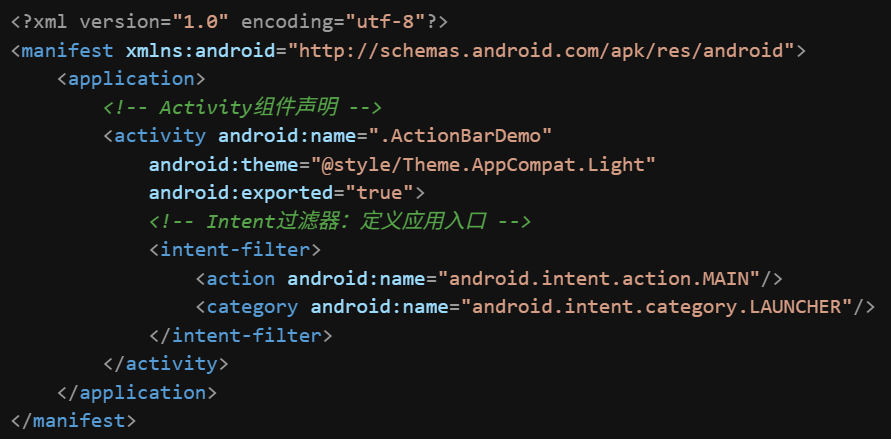 <?xml version="1.0" encoding="utf-8"?>
<manifest xmlns:android="http://schemas.android.com/apk/res/android">
    <application>
        <!-- Activity组件声明 -->
        <activity android:name=".ActionBarDemo"
            android:theme="@style/Theme.AppCompat.Light"
            android:exported="true">
            <!-- Intent过滤器：定义应用入口 -->
            <intent-filter>
                <action android:name="android.intent.action.MAIN"/>
                <category android:name="android.intent.category.LAUNCHER"/>
            </intent-filter>
        </activity>
    </application>
</manifest>